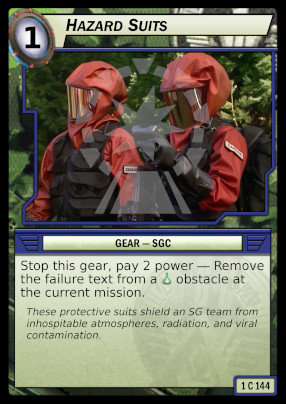 1
HAZARD SUITS
GEAR – SGC
Stop this gear, pay 2 power — Remove
the failure text from a obstacle at
the current mission.
These protective suits shield an SG team from
inhospitable atmospheres, radiation, and viral
contamination.
1 C 144